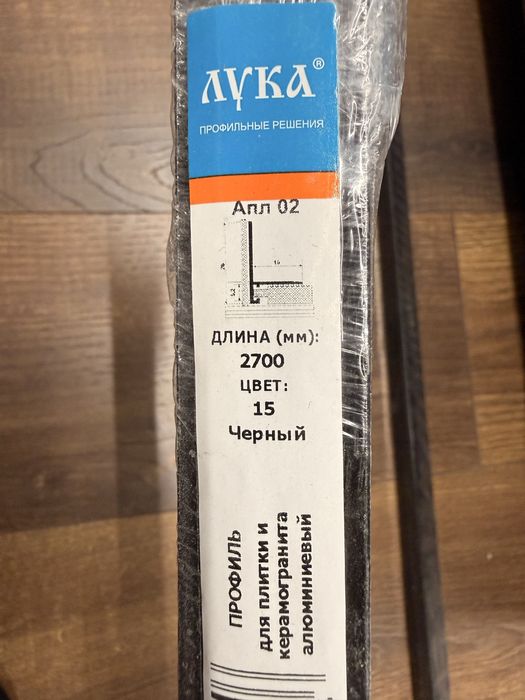 ЛУКА®
ПРОФИЛЬНЫЕ РЕШЕНИЯ
Апл 02
ДЛИНА (мм):
2700
ЦВЕТ:
15
Черный
ПРОФИЛЬ
для плитки и
керамогранита
алюминиевый